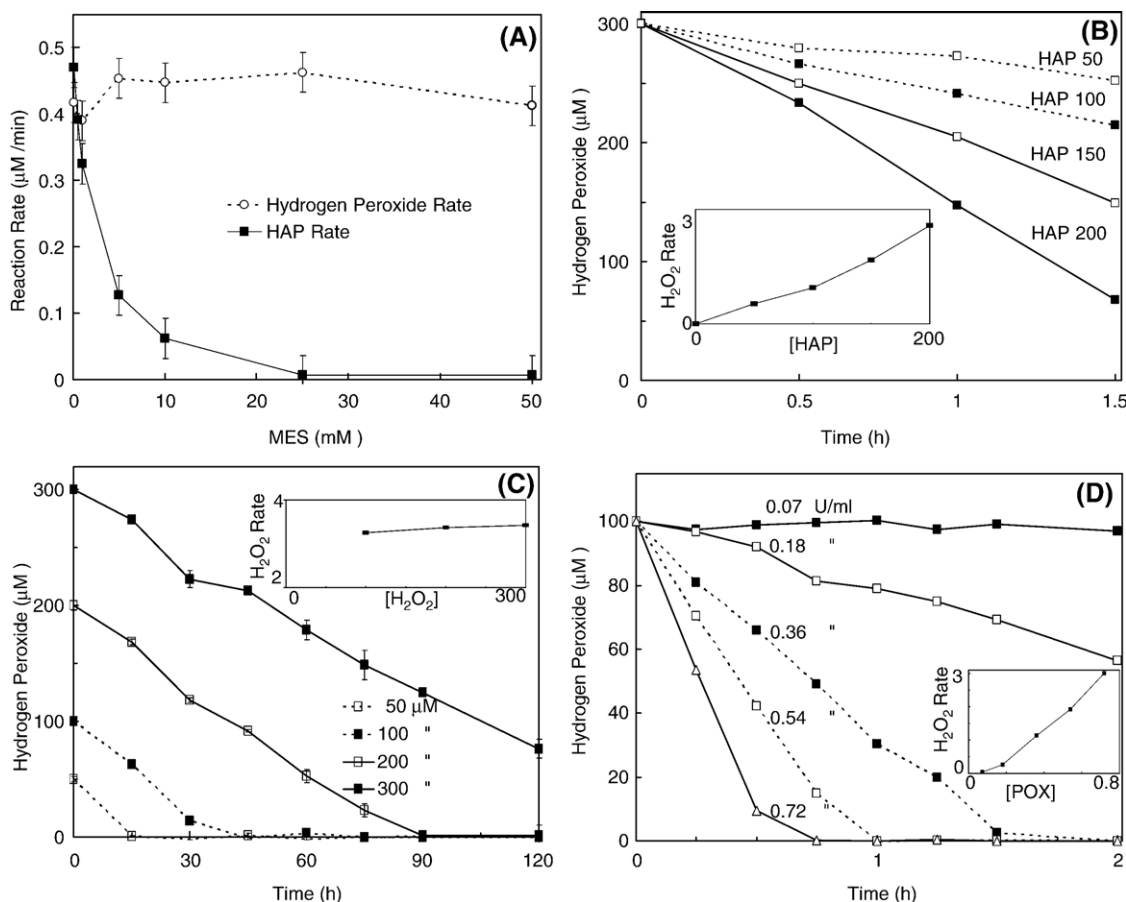 (A)
0.5
0.4
0.3
0.2
0.1
0
Reaction Rate (μM /min)
Hydrogen Peroxide Rate
HAP Rate
0 10 20 30 40 50
MES (mM )
(B)
300
200
100
0
Hydrogen Peroxide (μM)
HAP 50
HAP 100
HAP 150
HAP 200
3
0
H2O2 Rate
0 200
[HAP]
0 0.5 1 1.5
Time (h)
(C)
300
200
100
0
Hydrogen Peroxide (μM )
4
2
H2O2 Rate
0 300
[H2O2]
50 μM
100 "
200 "
300 "
0 30 60 90 120
Time (h)
(D)
100
80
60
40
20
0
Hydrogen Peroxide (μM )
0.07 U/ml
0.18 "
0.36 "
0.54 "
0.72 "
3
0
H2O2 Rate
0.8
[POX]
0 1 2
Time (h)